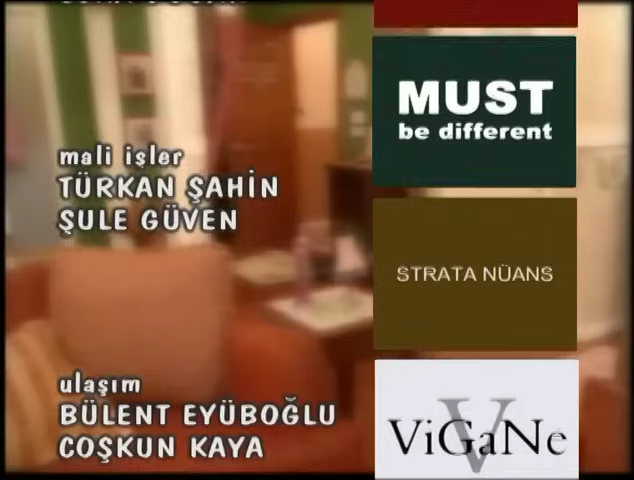 mali işler
TÜRKAN ŞAHİN
ŞULE GÜVEN
ulaşım
BÜLENT EYÜBOĞLU
COŞKUN KAYA
MUST
be different
STRATA NÜANS
V
ViGaNe